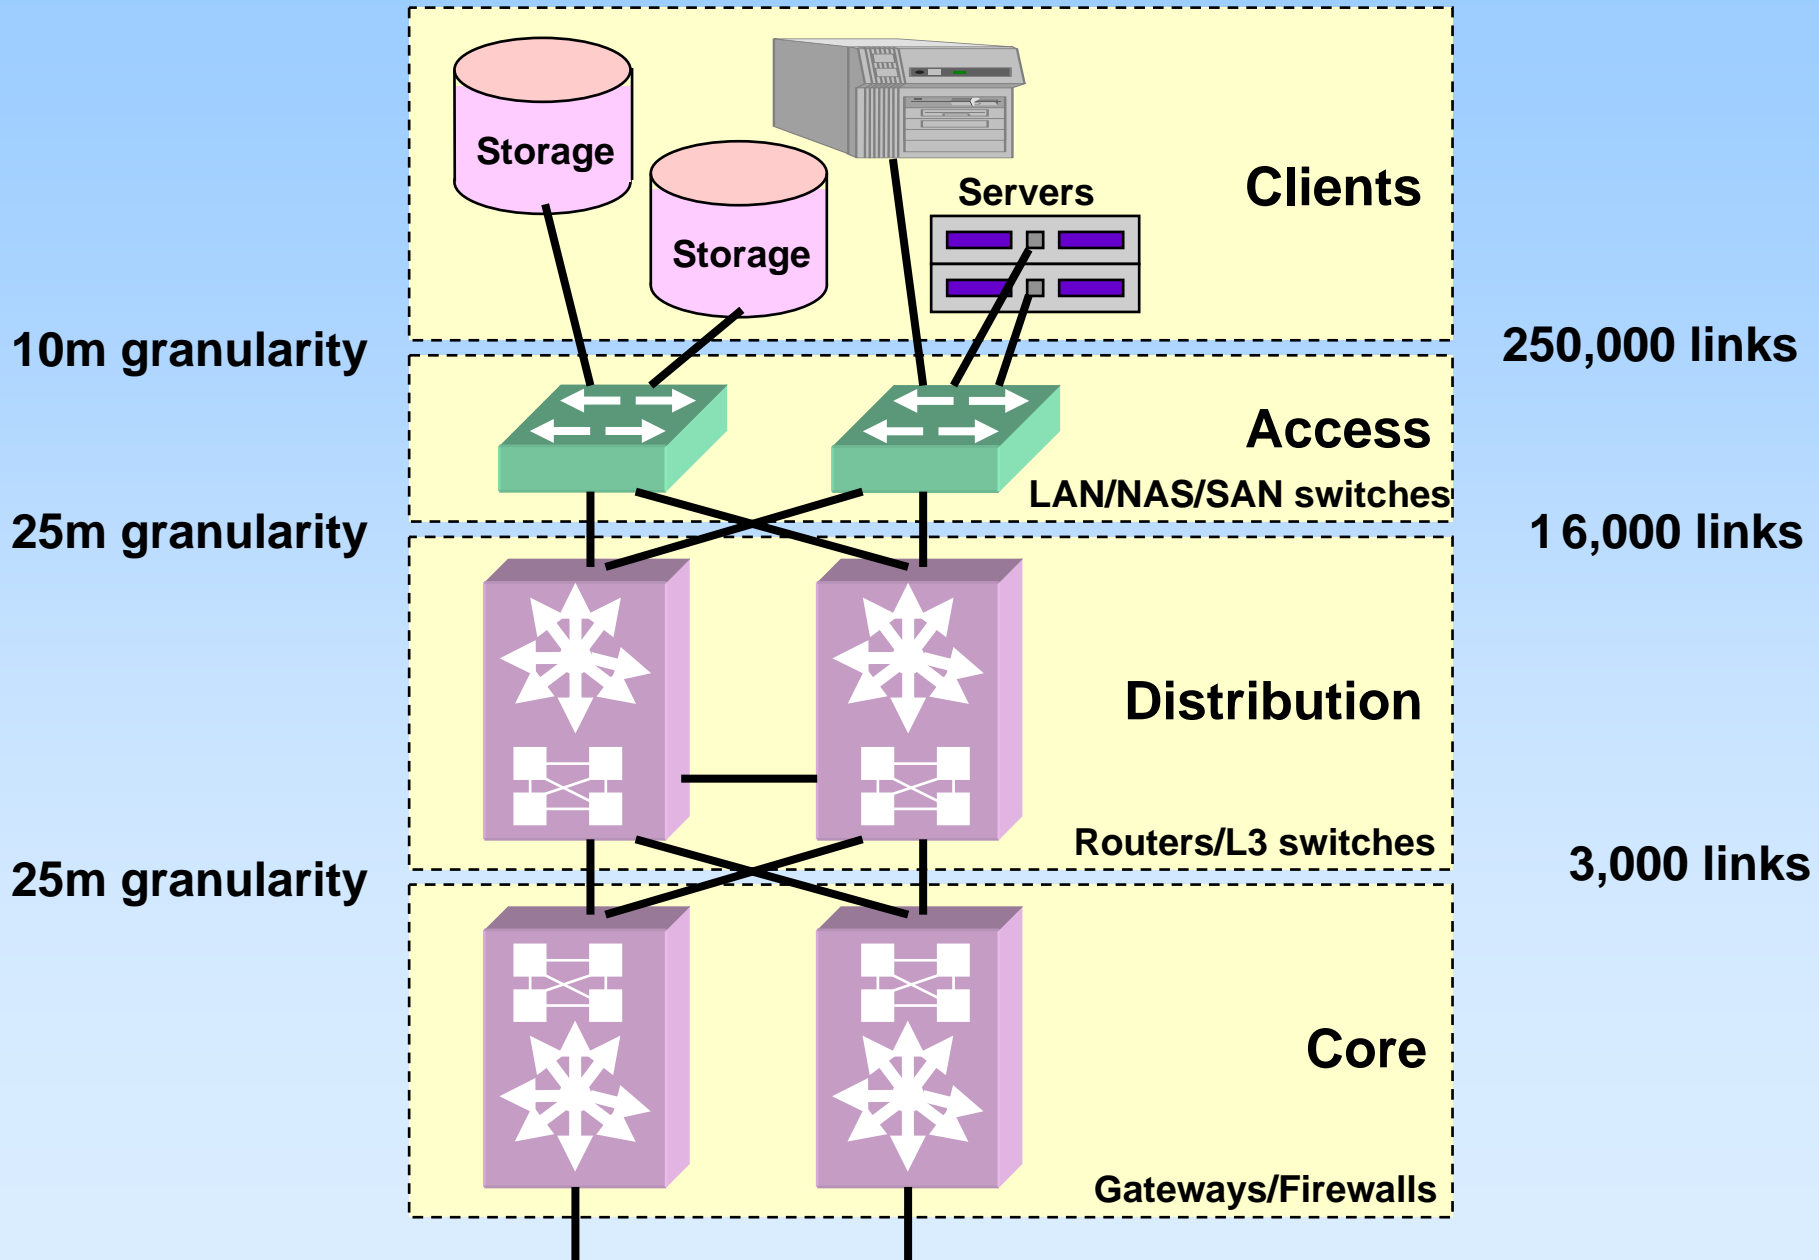 Storage
Storage
Servers
Clients
10m granularity
250,000 links
Access
LAN/NAS/SAN switches
25m granularity
16,000 links
Distribution
Routers/L3 switches
25m granularity
3,000 links
Core
Gateways/Firewalls